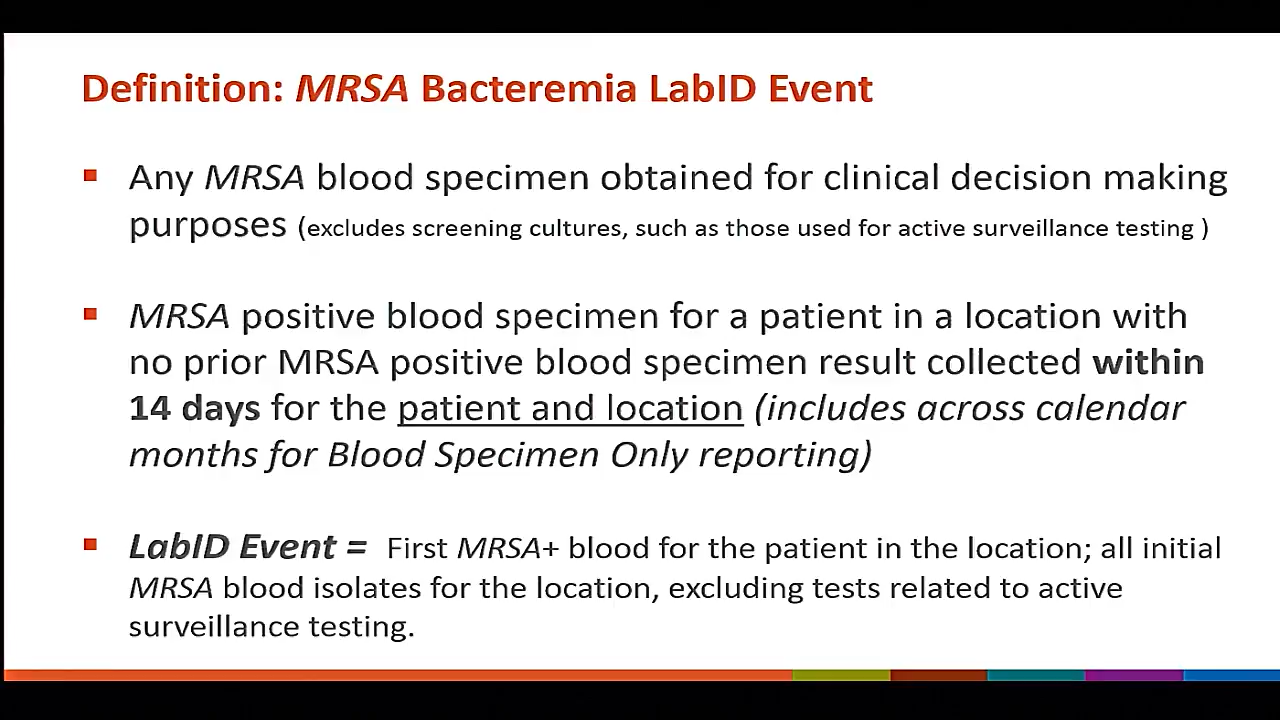 Definition: MRSA Bacteremia LabID Event
▪ Any MRSA blood specimen obtained for clinical decision making
purposes (excludes screening cultures, such as those used for active surveillance testing )
▪ MRSA positive blood specimen for a patient in a location with
no prior MRSA positive blood specimen result collected within
14 days for the patient and location (includes across calendar
months for Blood Specimen Only reporting)
▪ LabID Event = First MRSA+ blood for the patient in the location; all initial
MRSA blood isolates for the location, excluding tests related to active
surveillance testing.